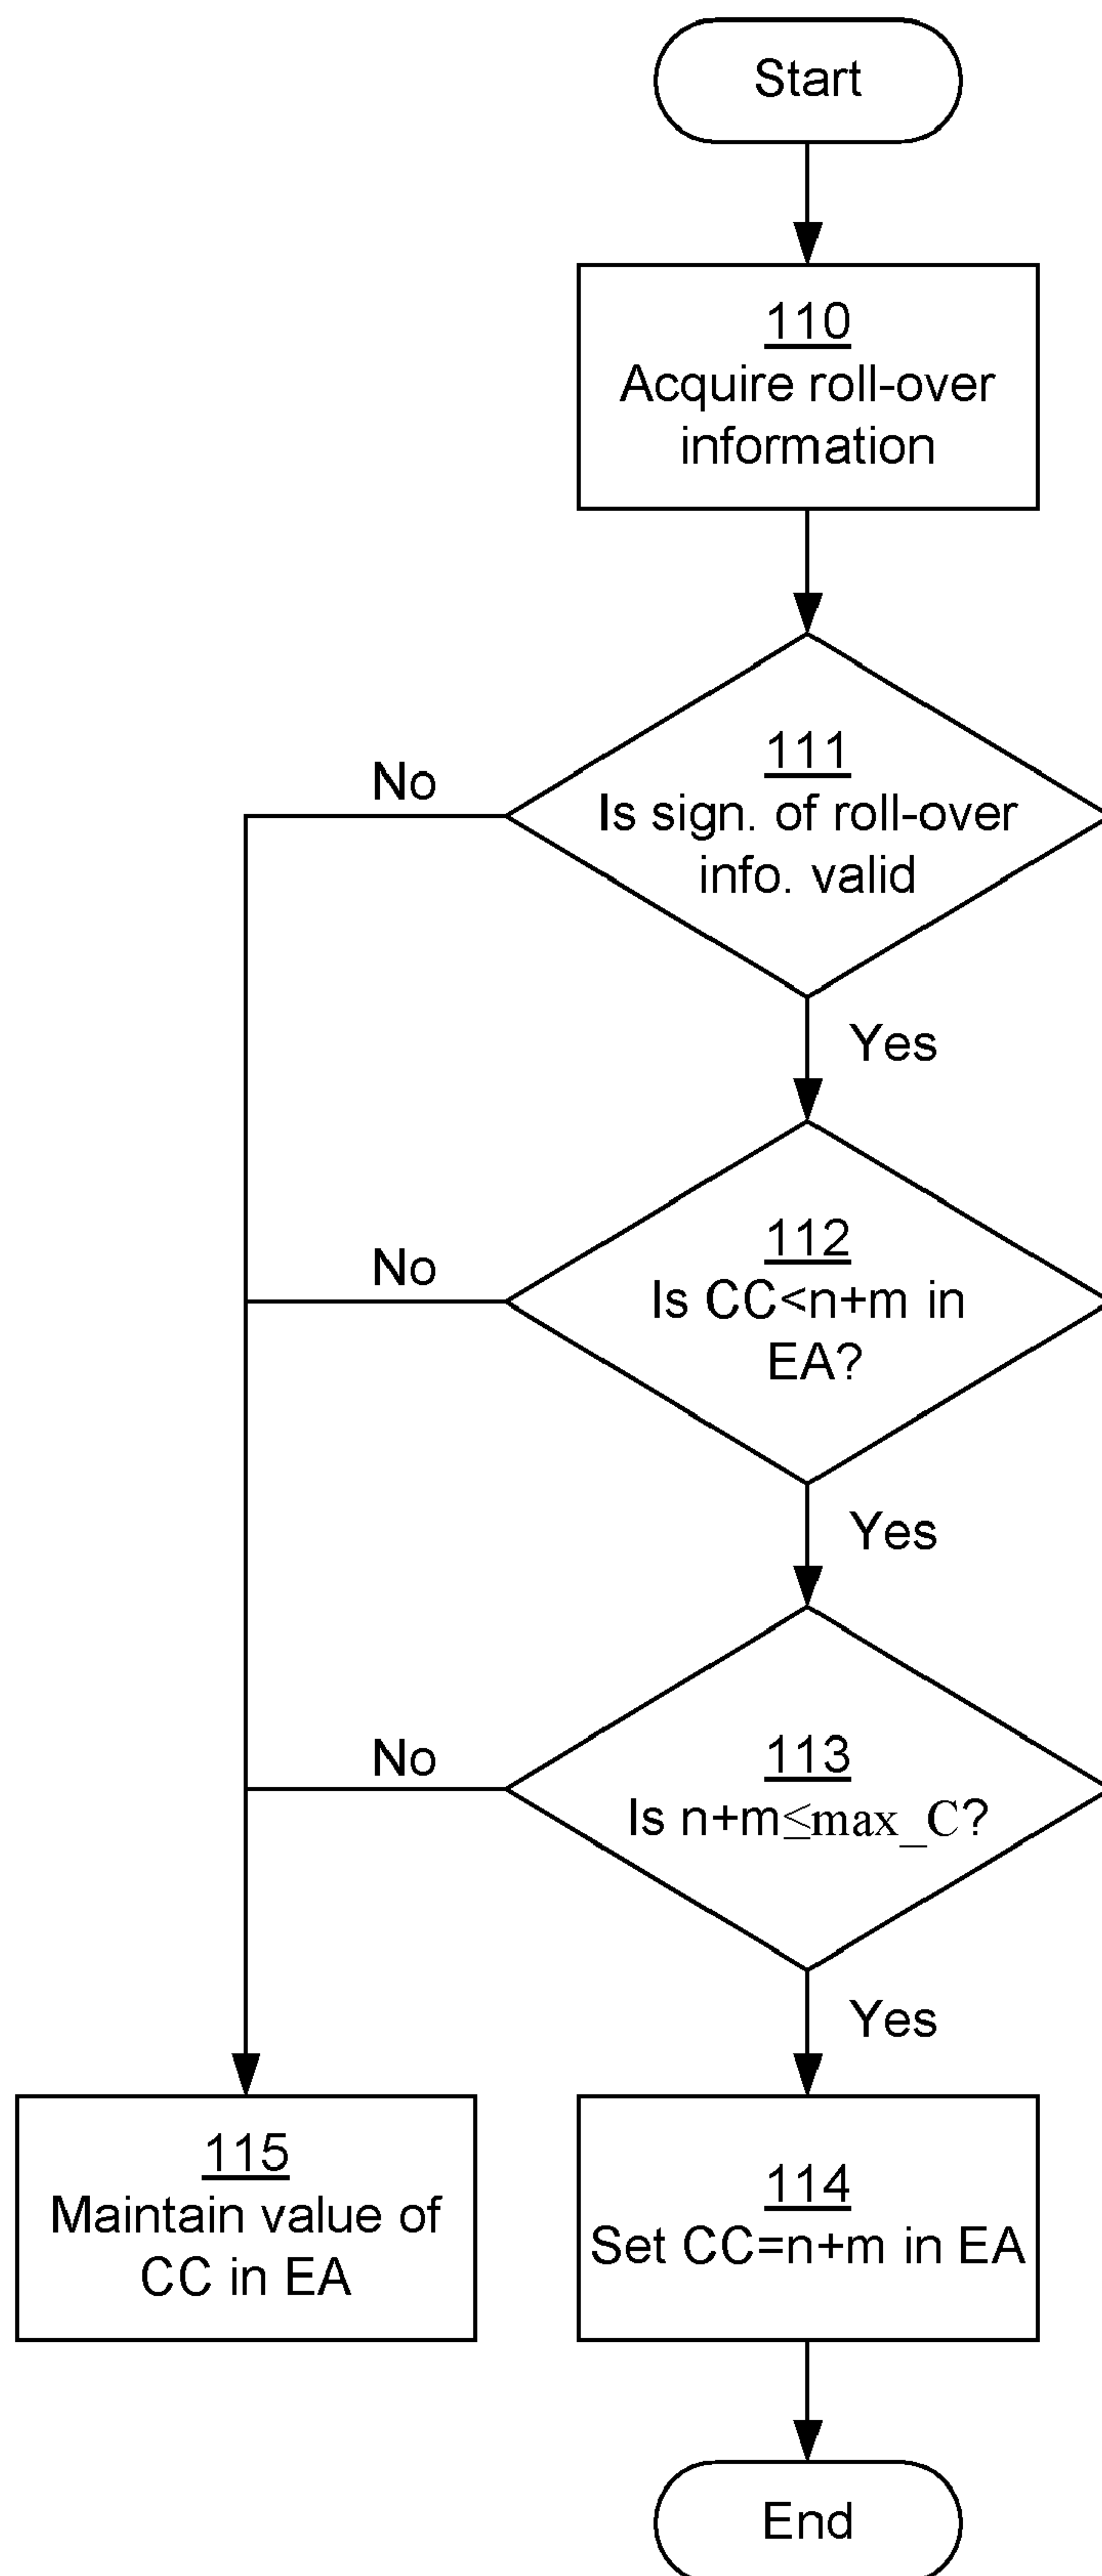 Start
110
Acquire roll-over
information
111
Is sign. of roll-over
info. valid
No
Yes
112
Is CC<n+m in
EA?
No
Yes
113
Is n+m≤max_C?
No
Yes
115
Maintain value of
CC in EA
114
Set CC=n+m in EA
End